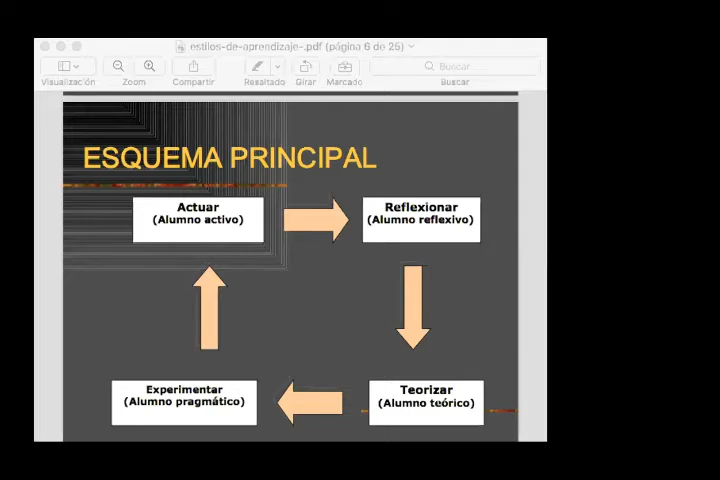 estilos-de-aprendizaje-.pdf (página 6 de 25)
Buscar
Visualización Zoom Compartir Resaltado Girar Marcado Buscar
ESQUEMA PRINCIPAL
Actuar
(Alumno activo)
Reflexionar
(Alumno reflexivo)
Experimentar
(Alumno pragmático)
Teorizar
(Alumno teórico)